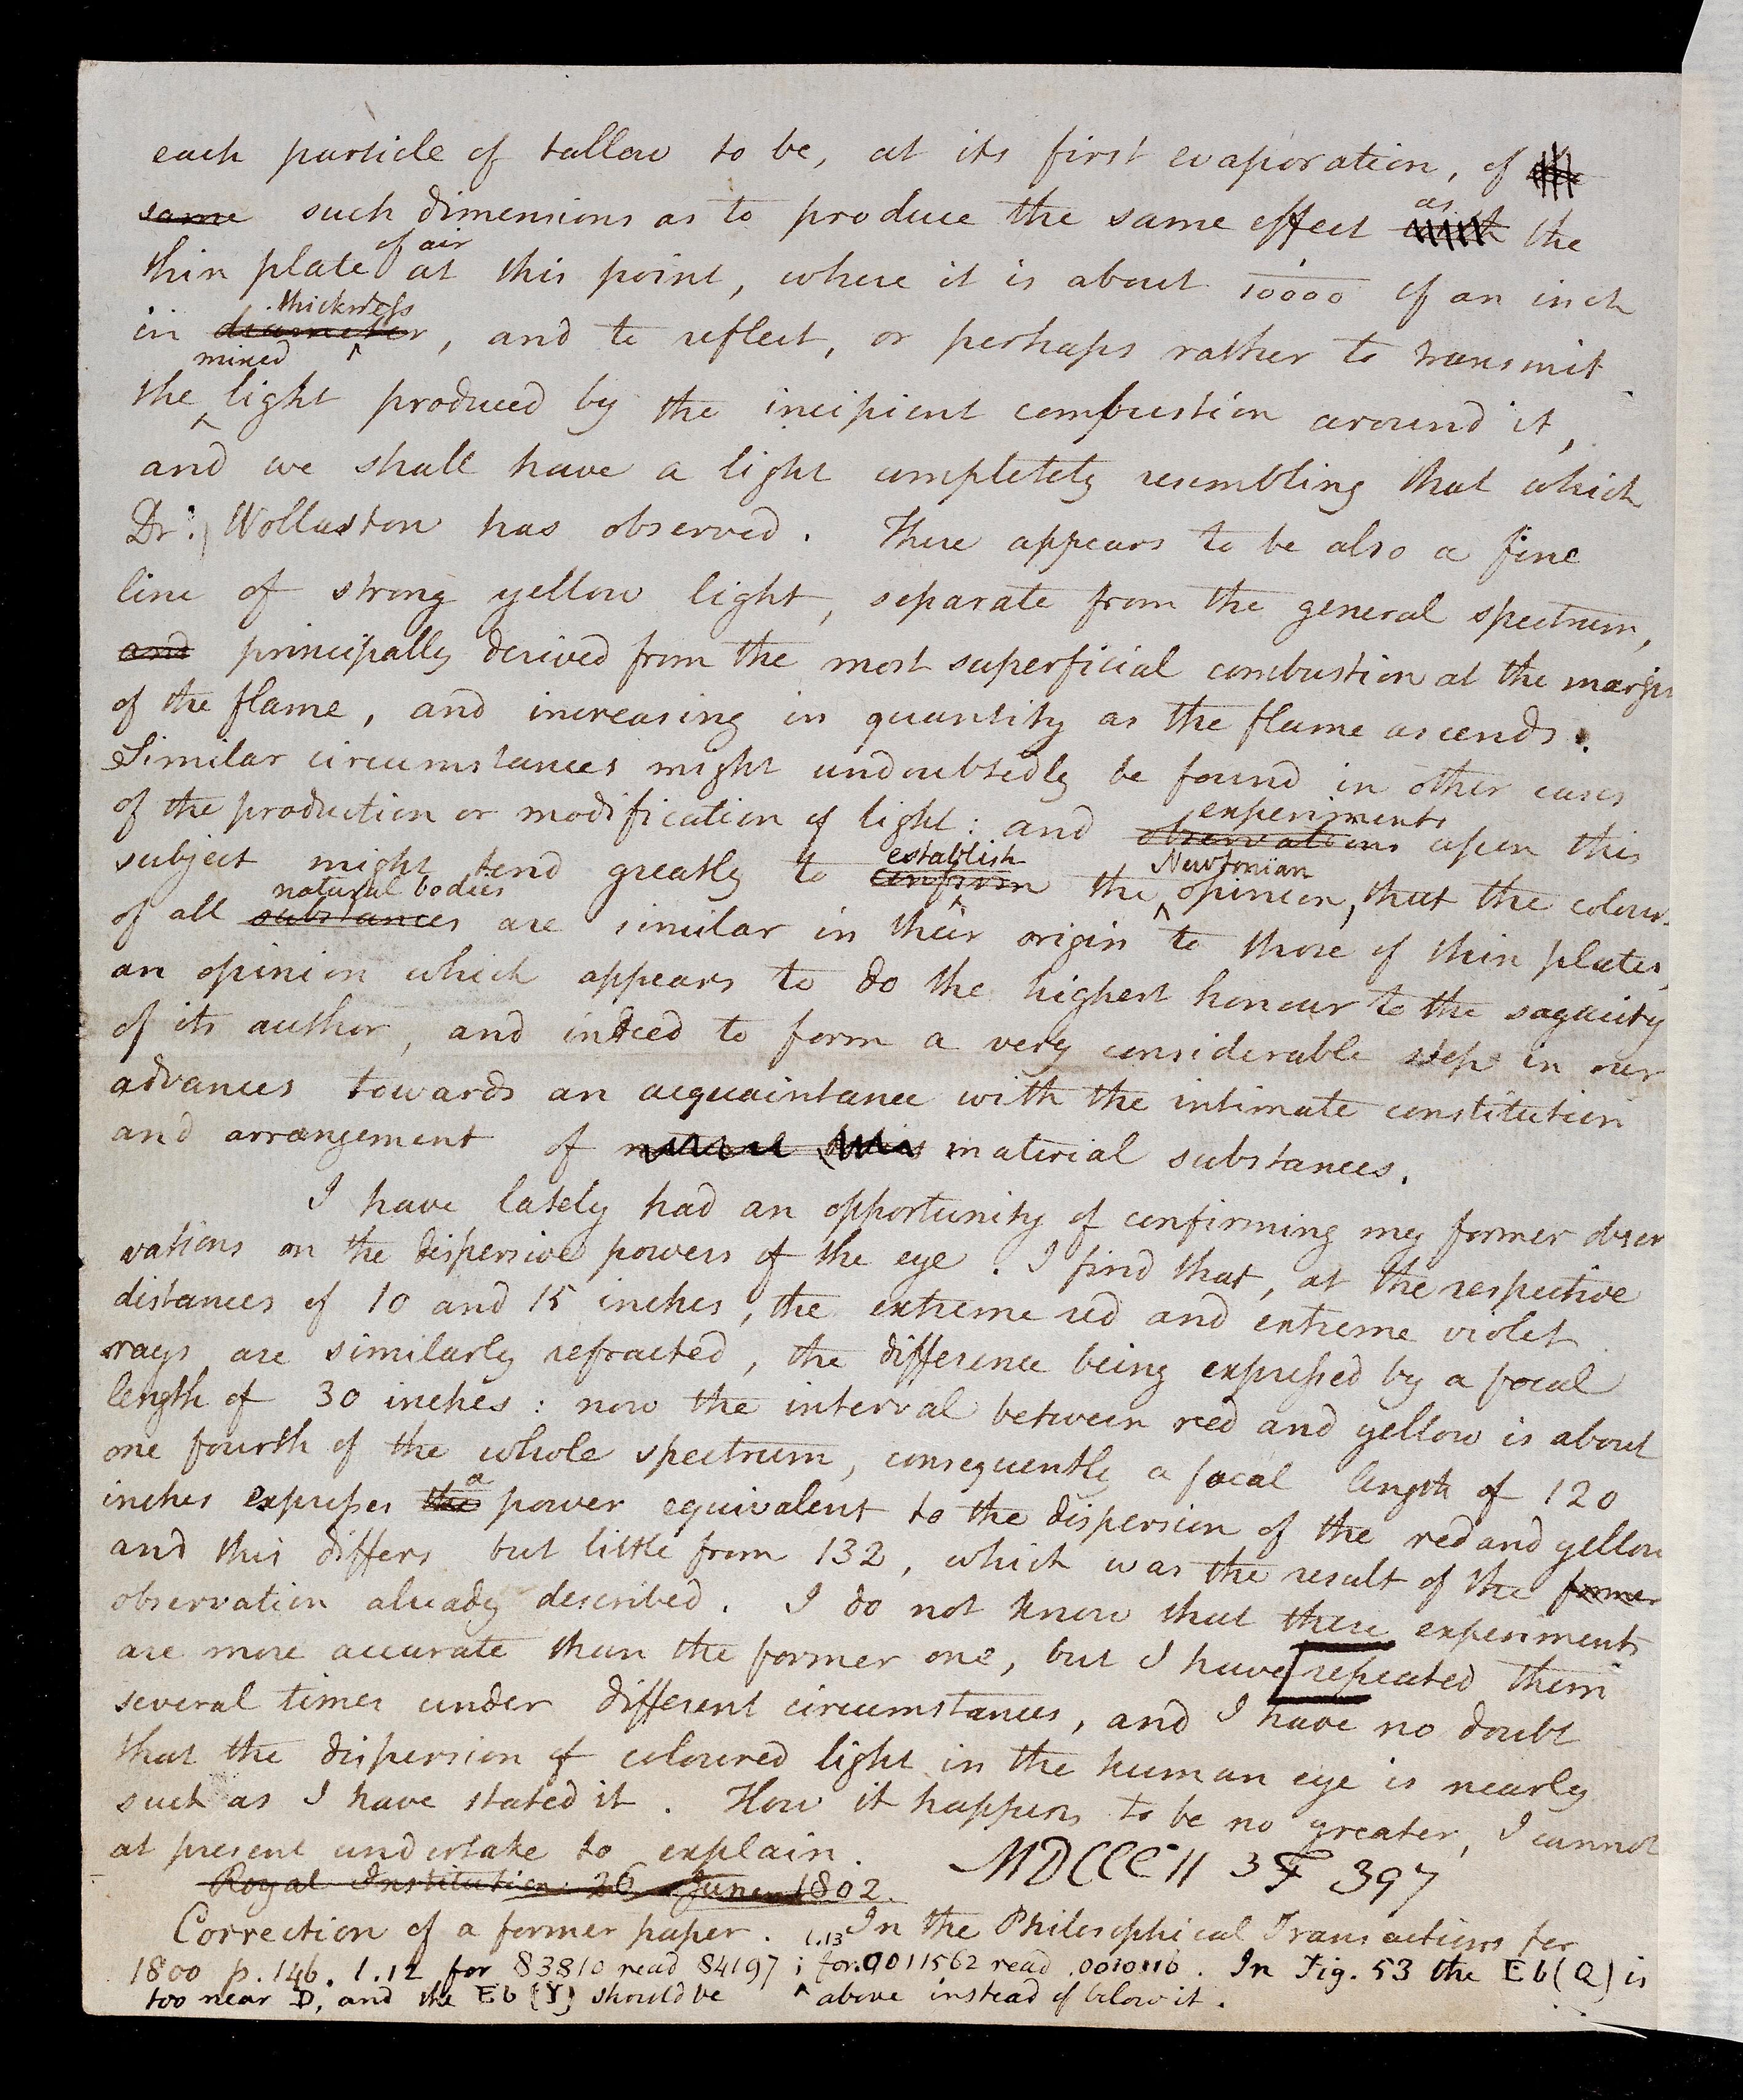 each particle of tallow to be, at its first evaporation, of
same such dimensions as to produce the same effect as the
thin plate of air at this point, where it is about 1/10000 of an inch
in diameter thickness, and to reflect, or perhaps rather to transmit
the mixed light produced by the incipient combustion around it,
and we shall have a light completely resembling that which
Dr. Wollaston has observed. There appears to be also a fine
line of strong yellow light, separate from the general spectrum,
and principally derived from the most superficial combustion at the margin
of the flame, and increasing in quantity as the flame ascends.
Similar circumstances might undoubtedly be found in other cases
of the production or modification of light: and observations experiments upon this
subject might tend greatly to confirm establish the Newtonian opinion, that the colours
of all substances natural bodies are similar in their origin to those of thin plates,
an opinion which appears to do the highest honour to the sagacity
of its author, and indeed to form a very considerable step in our
advances towards an acquaintance with the intimate constitution
and arrangement of material substances.
I have lately had an opportunity of confirming my former obser
vations on the dispersive powers of the eye. I find that, at the respective
distances of 10 and 15 inches, the extreme red and extreme violet
rays are similarly refracted, the difference being expressed by a focal
length of 30 inches: now the interval between red and yellow is about
one fourth of the whole spectrum, consequently a focal length of 120
inches expresses the a power equivalent to the dispersion of the red and yellow
and this differs but little from 132, which was the result of the former
observation already described. I do not know that these experiments
are more accurate than the former one, but I have repeated them
several times under different circumstances, and I have no doubt
that the dispersion of coloured light in the human eye is nearly
such as I have stated it. How it happens to be no greater, I cannot
at present undertake to explain.
MDCCCII 3 F 397
Royal Institution. 26 June 1802.
Correction of a former paper. In the Philosophical Transactions for
1800 p. 146. l. 12 for 83810 read 84197; l.13 for .0011562 read .0010116. In Fig. 53 the Eb(Q) is
too near D, and the Eb (Y) should be above instead of below it.